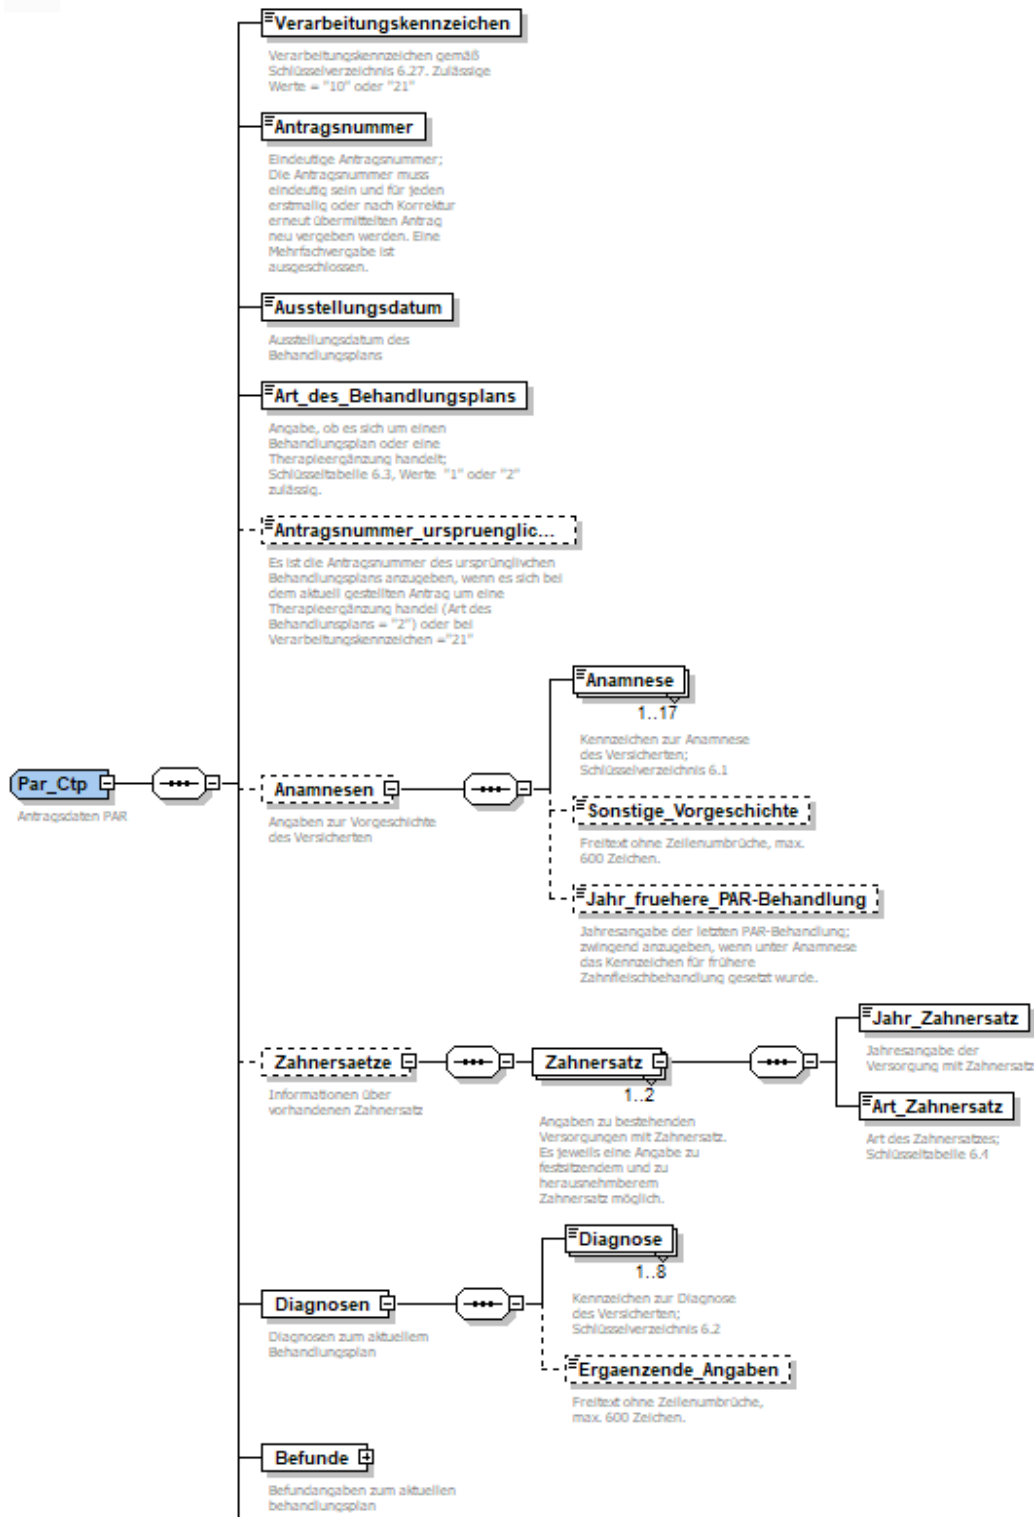 Verarbeitungskennzeichen
Verarbeitungskennzeichen gemäß
Schlüsselverzeichnis 6.27. Zulässige
Werte = "10" oder "21"
Antragsnummer
Eindeutige Antragsnummer;
Die Antragsnummer muss
eindeutig sein und für jeden
erstmalig oder nach Korrektur
erneut übermittelten Antrag
neu vergeben werden. Eine
Mehrfachvergabe ist
ausgeschlossen.
Ausstellungsdatum
Ausstellungsdatum des
Behandlungsplans
Art_des_Behandlungsplans
Angabe, ob es sich um einen
Behandlungsplan oder eine
Therapieergänzung handelt;
Schlüsseltabelle 6.3, Werte "1" oder "2"
zulässig.
Antragsnummer_urspruenglic...
Es ist die Antragsnummer des ursprünglivchen
Behandlungsplans anzugeben, wenn es sich bei
dem aktuell gestellten Antrag um eine
Therapieergänzung handel (Art des
Behandlunsplans = "2") oder bei
Verarbeitungskennzeichen ="21"
Par_Ctp
Antragsdaten PAR
Anamnesen
Angaben zur Vorgeschichte
des Versicherten
Anamnese
1..17
Kennzeichen zur Anamnese
des Versicherten;
Schlüsselverzeichnis 6.1
Sonstige_Vorgeschichte
Freitext ohne Zeilenumbrüche, max.
600 Zeichen.
Jahr_fruehere_PAR-Behandlung
Jahresangabe der letzten PAR-Behandlung;
zwingend anzugeben, wenn unter Anamnese
das Kennzeichen für frühere
Zahnfleischbehandlung gesetzt wurde.
Zahnersaetze
Informationen über
vorhandenen Zahnersatz
Zahnersatz
1..2
Angaben zu bestehenden
Versorgungen mit Zahnersatz.
Es jeweils eine Angabe zu
festsitzendem und zu
herausnehmberem
Zahnersatz möglich.
Jahr_Zahnersatz
Jahresangabe der
Versorgung mit Zahnersatz
Art_Zahnersatz
Art des Zahnersatzes;
Schlüsseltabelle 6.4
Diagnosen
Diagnosen zum aktuellem
Behandlungsplan
Diagnose
1..8
Kennzeichen zur Diagnose
des Versicherten;
Schlüsselverzeichnis 6.2
Ergaenzende_Angaben
Freitext ohne Zeilenumbrüche,
max. 600 Zeichen.
Befunde
Befundangaben zum aktuellen
behandlungsplan